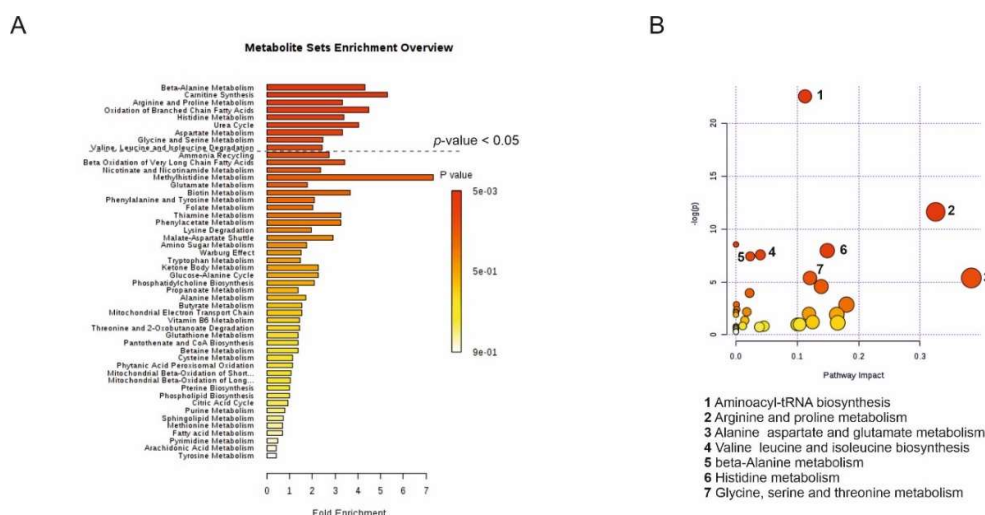 A
B
Metabolite Sets Enrichment Overview
Beta-Alanine Metabolism
Carnitine Synthesis
Arginine and Proline Metabolism
Oxidation of Branched Chain Fatty Acids
Histidine Metabolism
Urea Cycle
Aspartate Metabolism
Glycine and Serine Metabolism
Valine, Leucine and Isoleucine Degradation
Ammonia Recycling
Beta Oxidation of Very Long Chain Fatty Acids
Nicotinate and Nicotinamide Metabolism
Methylhistidine Metabolism
Glutamate Metabolism
Biotin Metabolism
Phenylalanine and Tyrosine Metabolism
Folate Metabolism
Thiamine Metabolism
Phenylacetate Metabolism
Lysine Degradation
Malate-Aspartate Shuttle
Amino Sugar Metabolism
Warburg Effect
Tryptophan Metabolism
Ketone Body Metabolism
Glucose-Alanine Cycle
Phosphatidylcholine Biosynthesis
Propanoate Metabolism
Alanine Metabolism
Butyrate Metabolism
Mitochondrial Electron Transport Chain
Vitamin B6 Metabolism
Threonine and 2-Oxobutanoate Degradation
Glutathione Metabolism
Pantothenate and CoA Biosynthesis
Betaine Metabolism
Cysteine Metabolism
Phytanic Acid Peroxisomal Oxidation
Mitochondrial Beta-Oxidation of Short...
Mitochondrial Beta-Oxidation of Long...
Pterine Biosynthesis
Phospholipid Biosynthesis
Citric Acid Cycle
Purine Metabolism
Sphingolipid Metabolism
Methionine Metabolism
Fatty acid Metabolism
Pyrimidine Metabolism
Arachidonic Acid Metabolism
Tyrosine Metabolism
p-value < 0.05
P value
5e-03
5e-01
9e-01
0 1 2 3 4 5 6 7
Fold Enrichment
-log(p)
20
15
10
5
0
1
2
3
4
5
6
7
0.0 0.1 0.2 0.3
Pathway Impact
1 Aminoacyl-tRNA biosynthesis
2 Arginine and proline metabolism
3 Alanine aspartate and glutamate metabolism
4 Valine leucine and isoleucine biosynthesis
5 beta-Alanine metabolism
6 Histidine metabolism
7 Glycine, serine and threonine metabolism